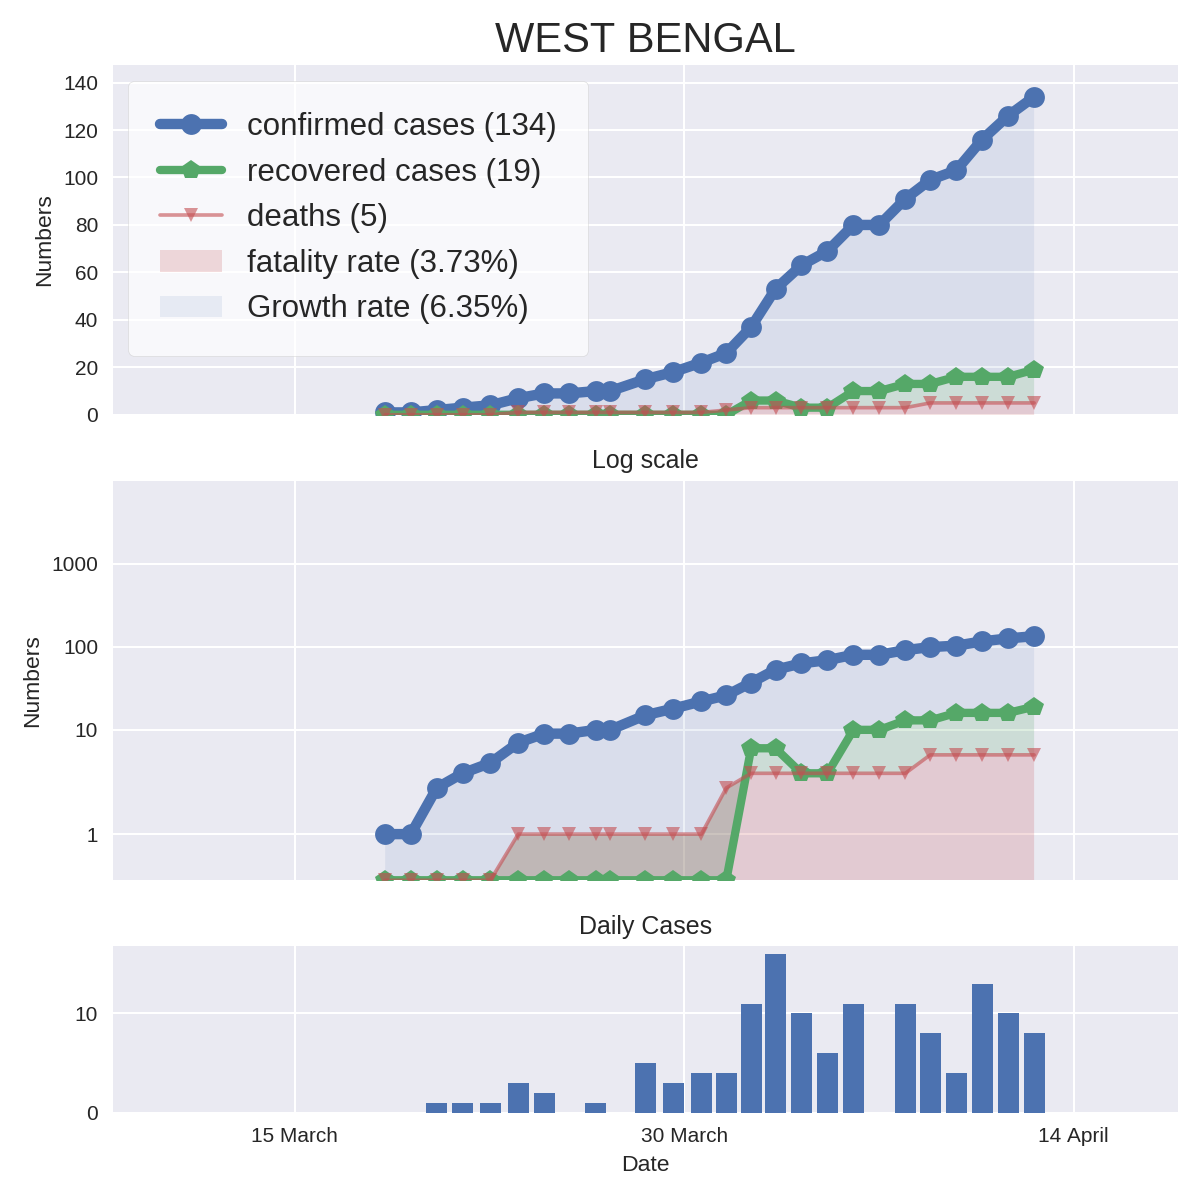 WEST BENGAL
140
120
100
80
60
40
20
0
Numbers
confirmed cases (134)
recovered cases (19)
deaths (5)
fatality rate (3.73%)
Growth rate (6.35%)
Log scale
1000
100
10
1
Numbers
Daily Cases
10
0
15 March
30 March
14 April
Date